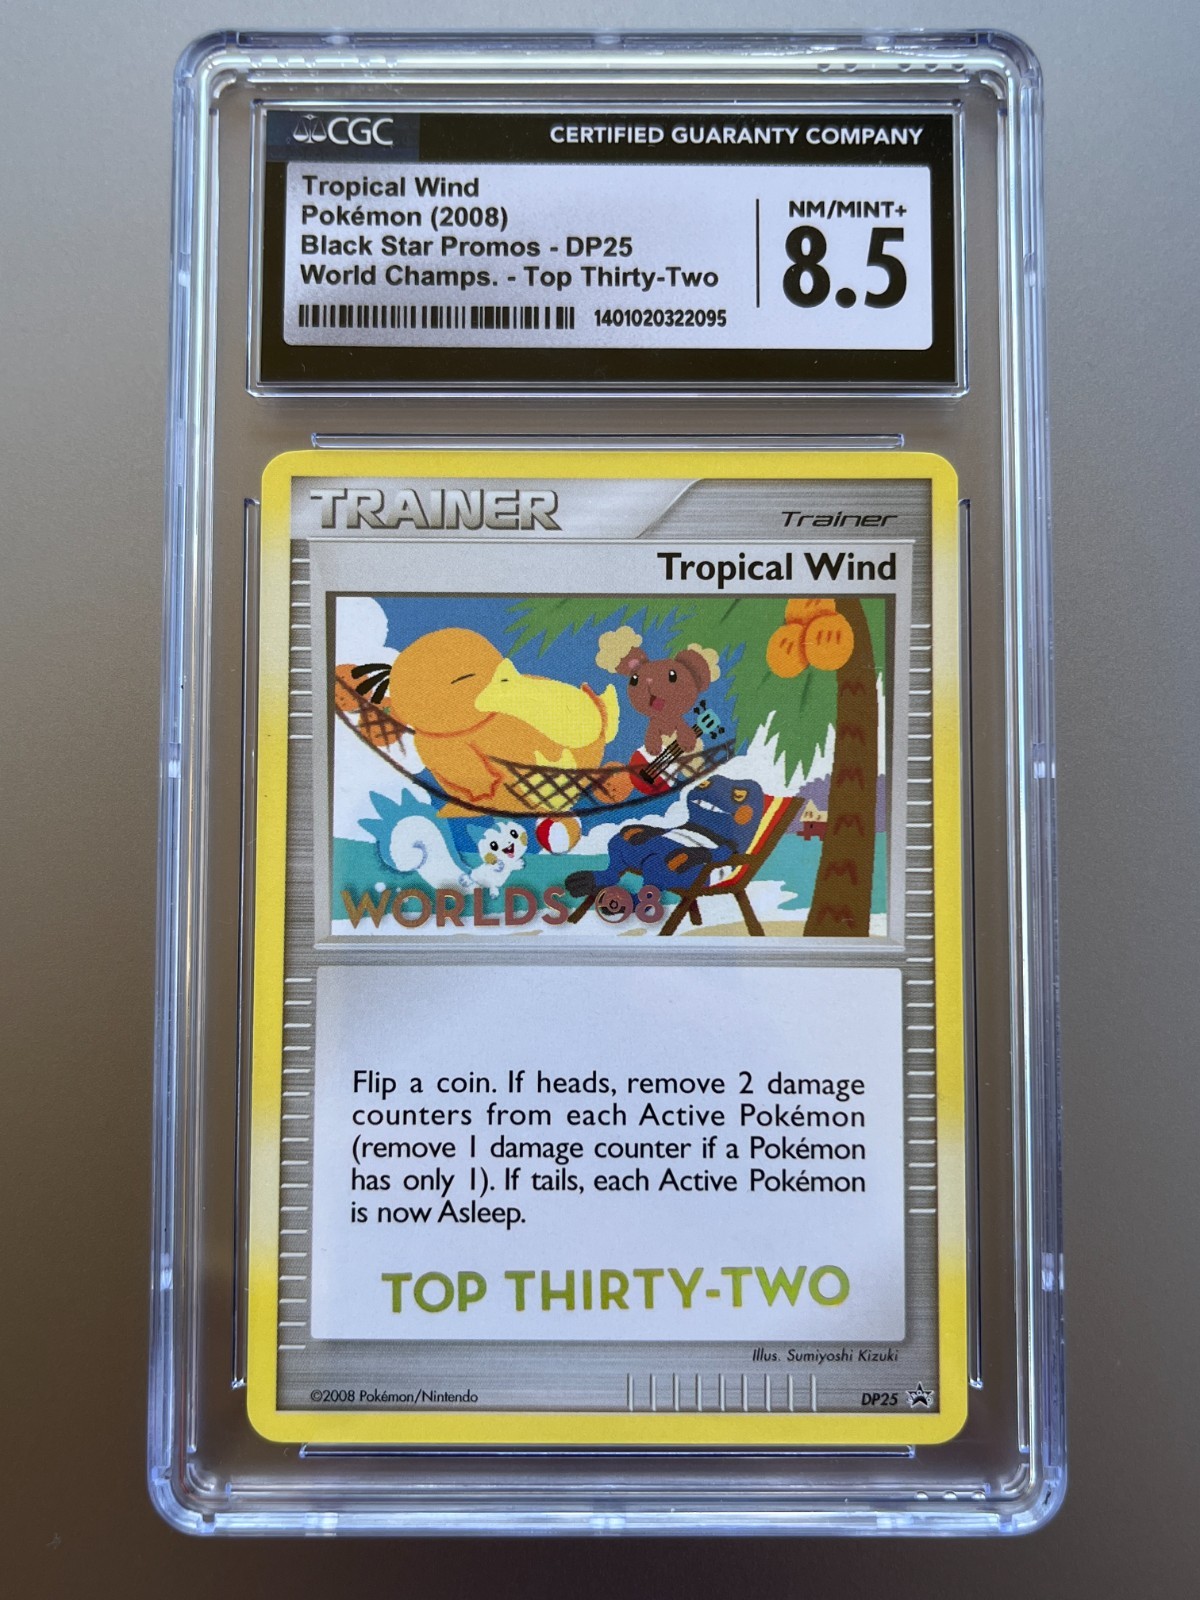 CGC
CERTIFIED GUARANTY COMPANY
Tropical Wind
Pokémon (2008)
Black Star Promos - DP25
World Champs. - Top Thirty-Two
1401020322095
NM/MINT+
8.5
TRAINER
Trainer
Tropical Wind
WORLDS 08
Flip a coin. If heads, remove 2 damage
counters from each Active Pokémon
(remove 1 damage counter if a Pokémon
has only 1). If tails, each Active Pokémon
is now Asleep.
TOP THIRTY-TWO
Illus. Sumiyoshi Kizuki
©2008 Pokémon/Nintendo
DP25